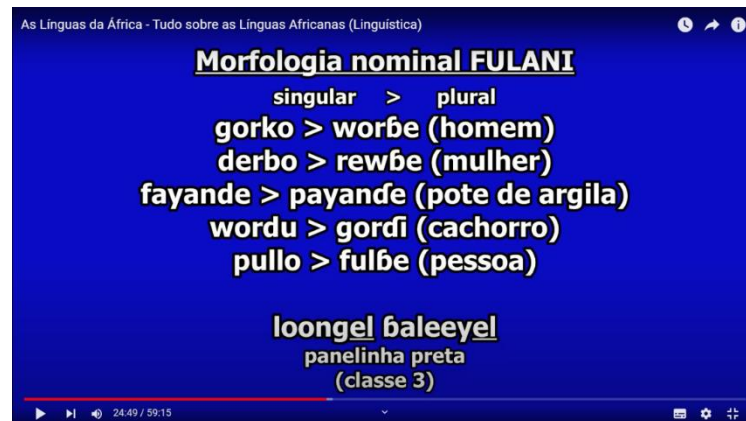 As Línguas da África - Tudo sobre as Línguas Africanas (Linguística)
Morfologia nominal FULANI
singular > plural
gorko > worɓe (homem)
derbo > rewɓe (mulher)
fayande > payanɗe (pote de argila)
wordu > gorɗi (cachorro)
pullo > fulɓe (pessoa)
loongel ɓaleeyel
panelinha preta
(classe 3)
24:49 / 59:15